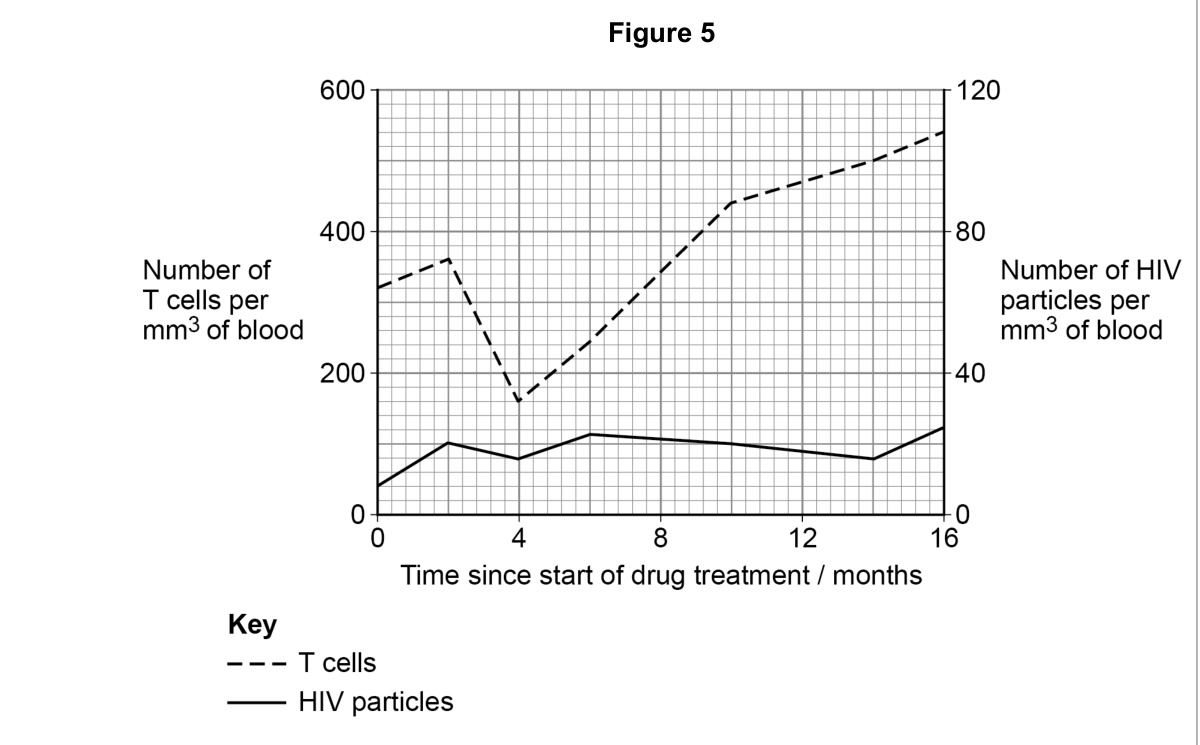 Figure 5
600
400
200
0
Number of
T cells per
mm³ of blood
120
80
40
0
Number of HIV
particles per
mm³ of blood
0 4 8 12 16
Time since start of drug treatment / months
Key
T cells
HIV particles